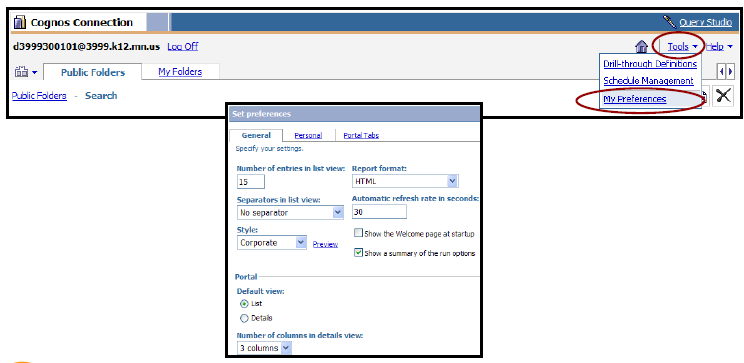 Cognos Connection
Query Studio
d3999300101@3999.k12.mn.us Log Off
Tools Help
Drill-through Definitions
Schedule Management
My Preferences
Public Folders My Folders
Public Folders - Search
Set preferences
General Personal Portal Tabs
Specify your settings.
Number of entries in list view: Report format:
15 HTML
Separators in list view: Automatic refresh rate in seconds:
No separator 30
Style: Show the Welcome page at startup
Corporate Preview Show a summary of the run options
Portal
Default view:
List
Details
Number of columns in details view:
3 columns